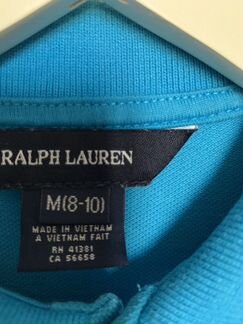 RALPH LAUREN
M(8-10)
MADE IN VIETNAM
A VIETNAM FAIT
RN 41381
CA 56658